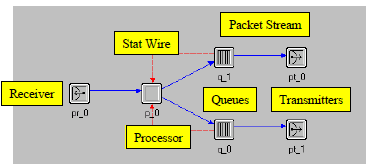 Packet Stream
Stat Wire
q_1
pt_0
Receiver
pr_0
p_0
Queues
Transmitters
Processor
q_0
pt_1